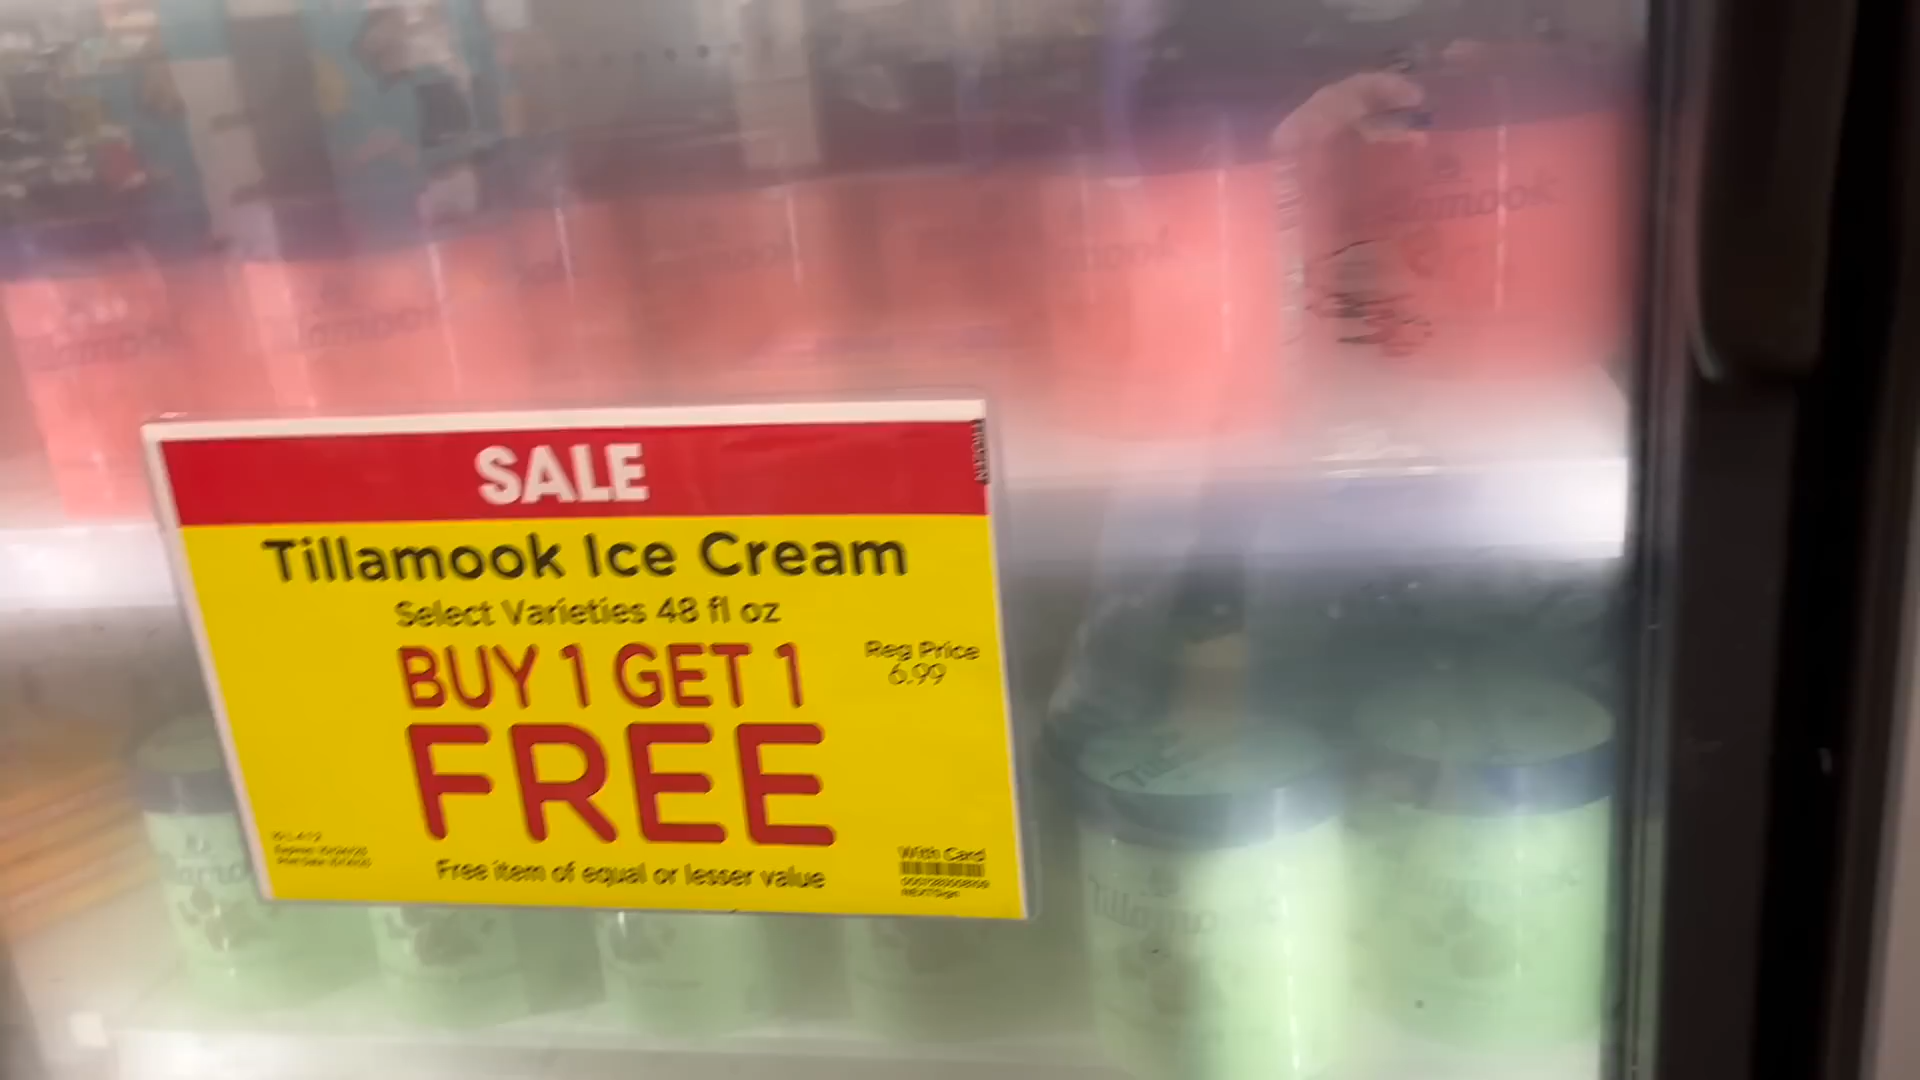 SALE
Tillamook Ice Cream
Select Varieties 48 fl oz
BUY 1 GET 1
FREE
Reg Price
6.99
Free item of equal or lesser value
With Card